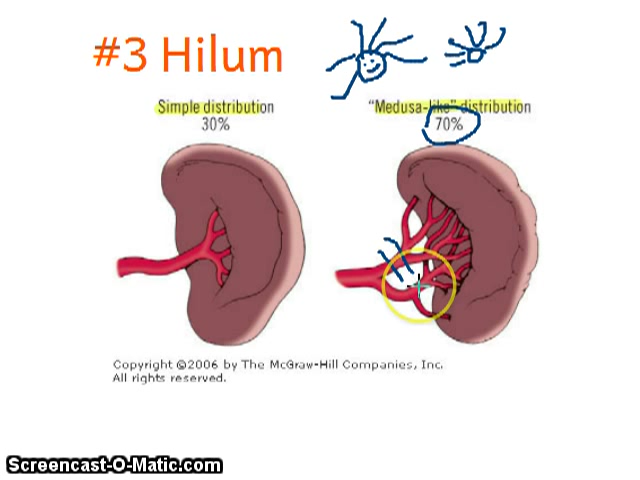 #3 Hilum
Simple distribution
30%
"Medusa-like" distribution
70%
Copyright ©2006 by The McGraw-Hill Companies, Inc.
All rights reserved.
Screencast-O-Matic.com